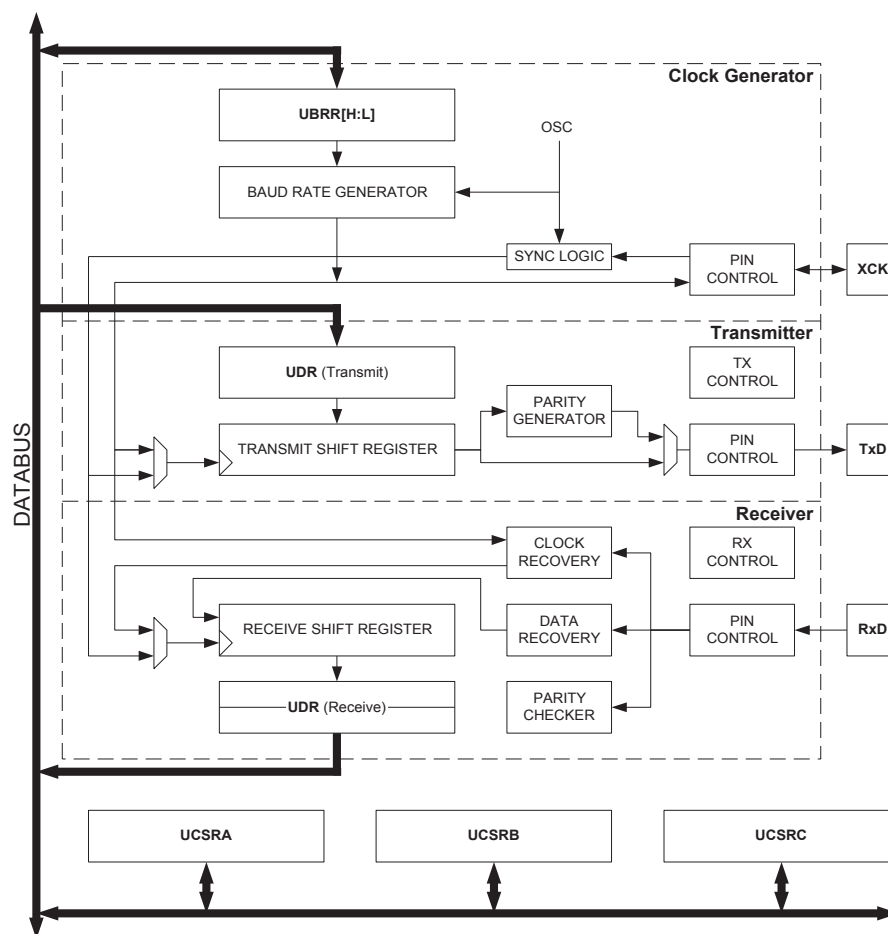 Clock Generator
UBRR[H:L]
OSC
BAUD RATE GENERATOR
SYNC LOGIC
PIN
CONTROL
XCK
Transmitter
UDR (Transmit)
TX
CONTROL
PARITY
GENERATOR
TRANSMIT SHIFT REGISTER
PIN
CONTROL
TxD
DATABUS
Receiver
CLOCK
RECOVERY
RX
CONTROL
RECEIVE SHIFT REGISTER
DATA
RECOVERY
PIN
CONTROL
RxD
UDR (Receive)
PARITY
CHECKER
UCSRA
UCSRB
UCSRC